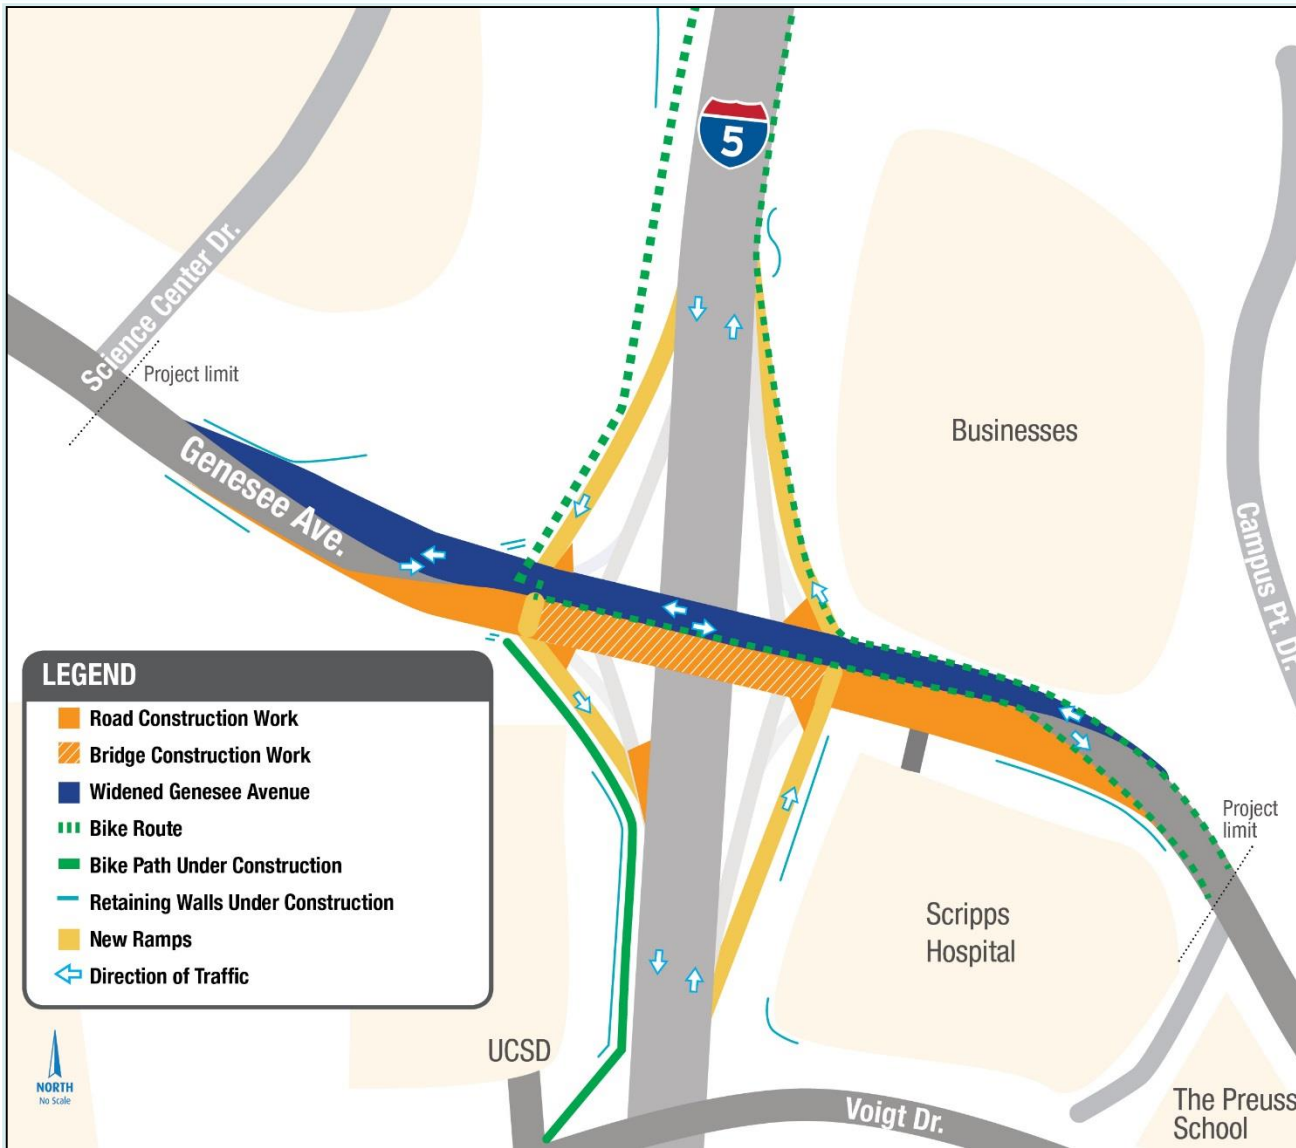 5
Science Center Dr.
Project limit
Genesee Ave.
Businesses
Campus Pt. Dr.
LEGEND
Road Construction Work
Bridge Construction Work
Widened Genesee Avenue
Bike Route
Bike Path Under Construction
Retaining Walls Under Construction
New Ramps
Direction of Traffic
Project
limit
Scripps
Hospital
UCSD
NORTH
No Scale
Voigt Dr.
The Preuss
School